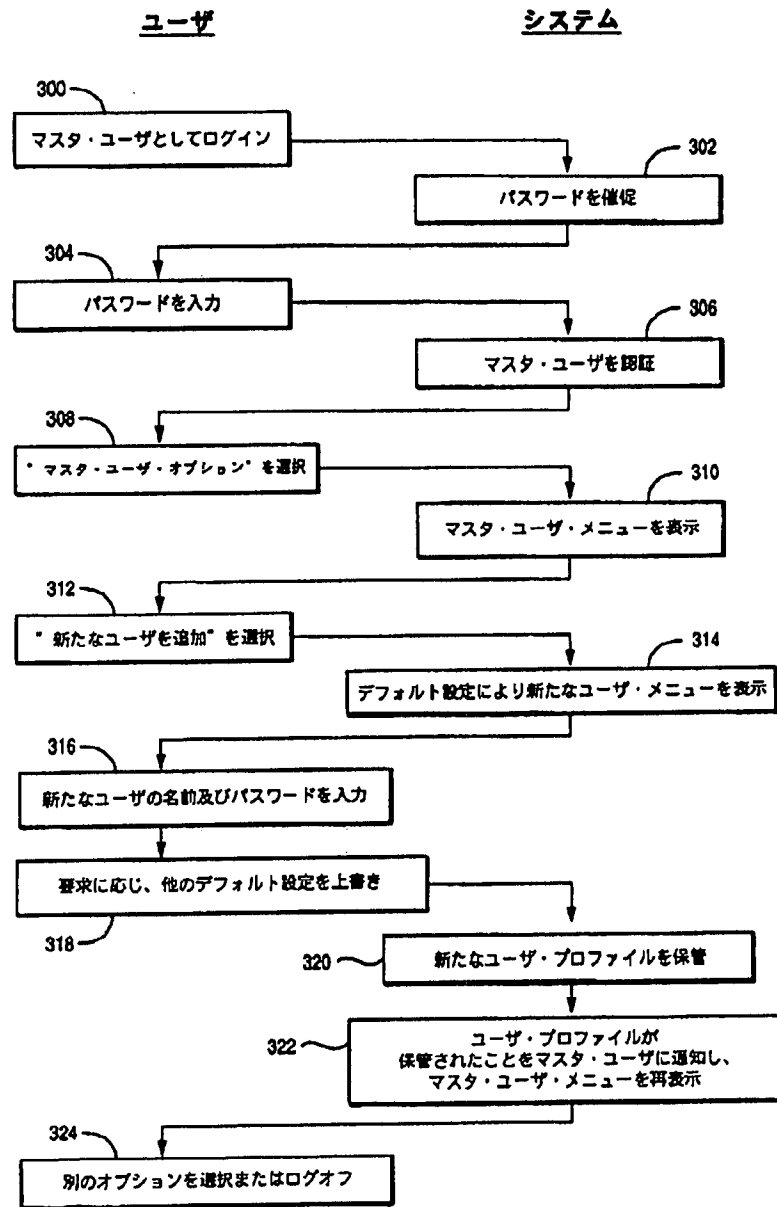 ユーザ
システム
300
マスタ・ユーザとしてログイン
302
パスワードを催促
304
パスワードを入力
306
マスタ・ユーザを認証
308
"マスタ・ユーザ・オプション"を選択
310
マスタ・ユーザ・メニューを表示
312
"新たなユーザを追加"を選択
314
デフォルト設定により新たなユーザ・メニューを表示
316
新たなユーザの名前及びパスワードを入力
要求に応じ、他のデフォルト設定を上書き
318
320
新たなユーザ・プロファイルを保管
322
ユーザ・プロファイルが
保管されたことをマスタ・ユーザに通知し、
マスタ・ユーザ・メニューを再表示
324
別のオプションを選択またはログオフ